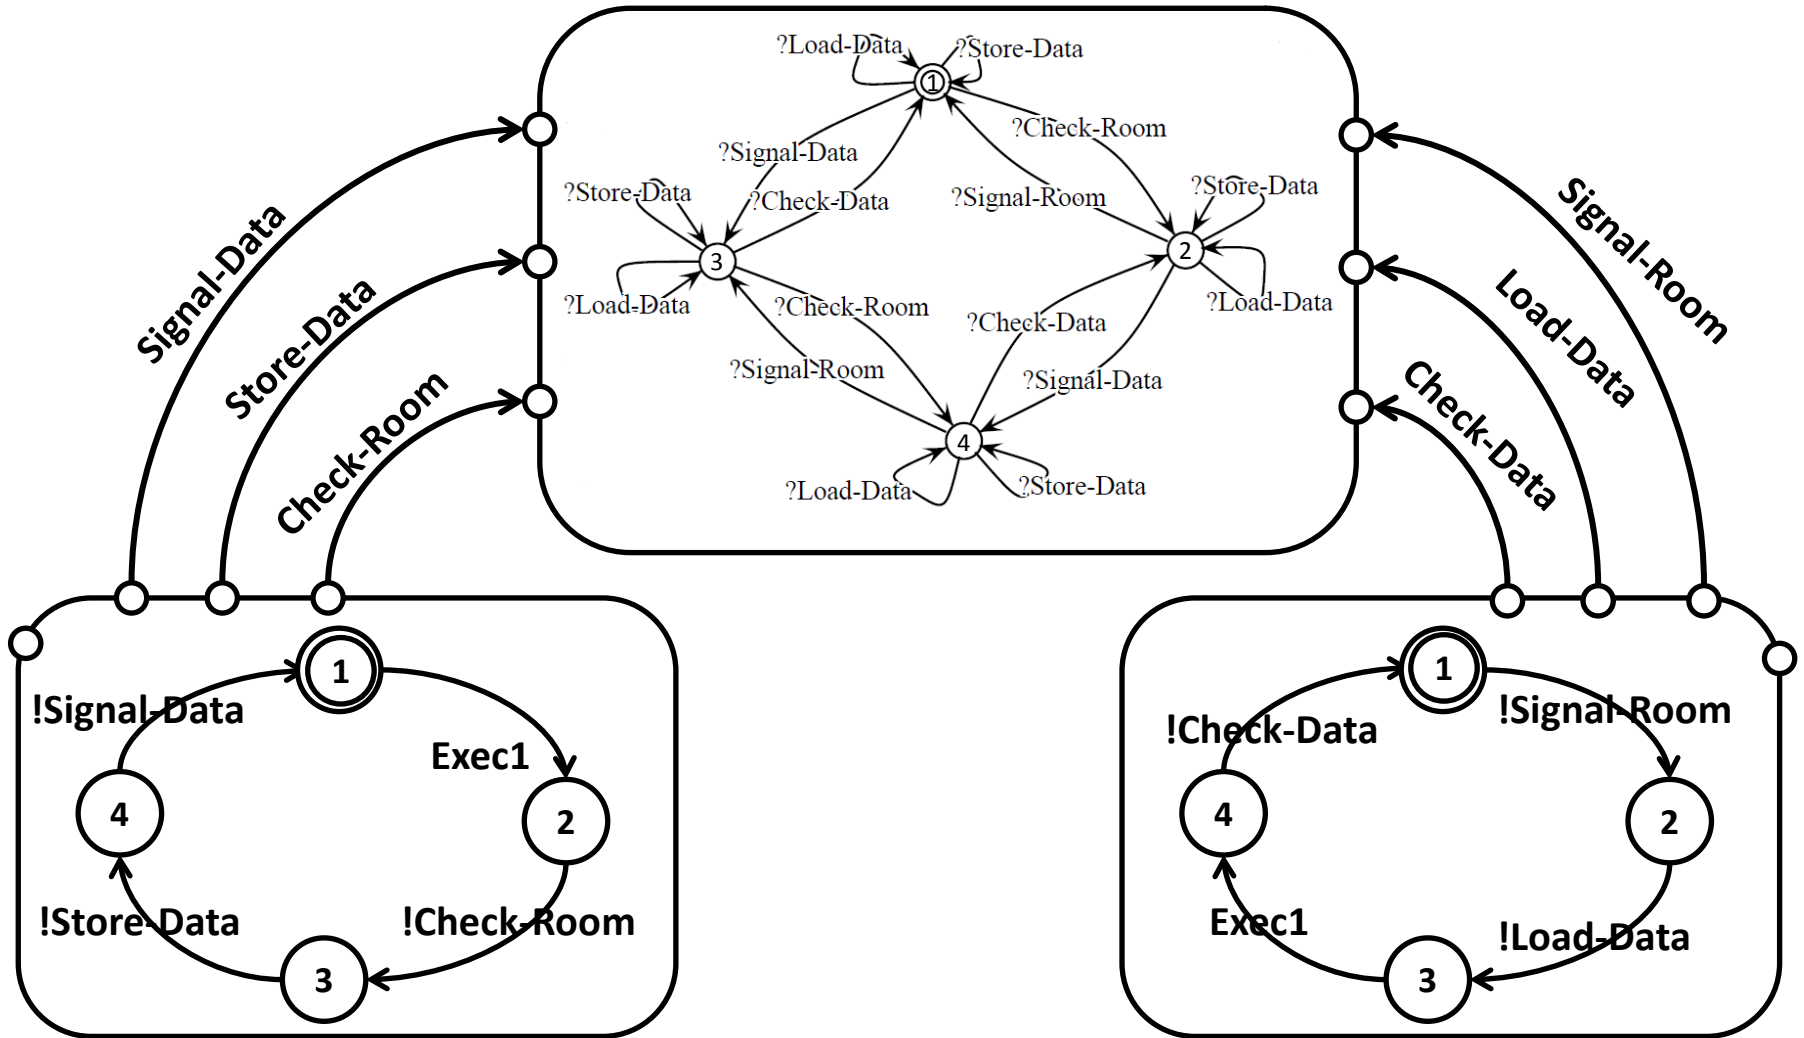 ?Load-Data
?Store-Data
1
?Check-Room
?Signal-Data
?Store-Data
?Check-Data
?Signal-Room
?Store-Data
3
2
?Load-Data
?Check-Room
?Load-Data
?Check-Data
?Signal-Room
?Signal-Data
4
?Load-Data
?Store-Data
Signal-Data
Store-Data
Check-Room
Signal-Room
Load-Data
Check-Data
1
!Signal-Data
Exec1
4
2
!Store-Data
!Check-Room
3
1
!Signal-Room
!Check-Data
4
2
Exec1
!Load-Data
3